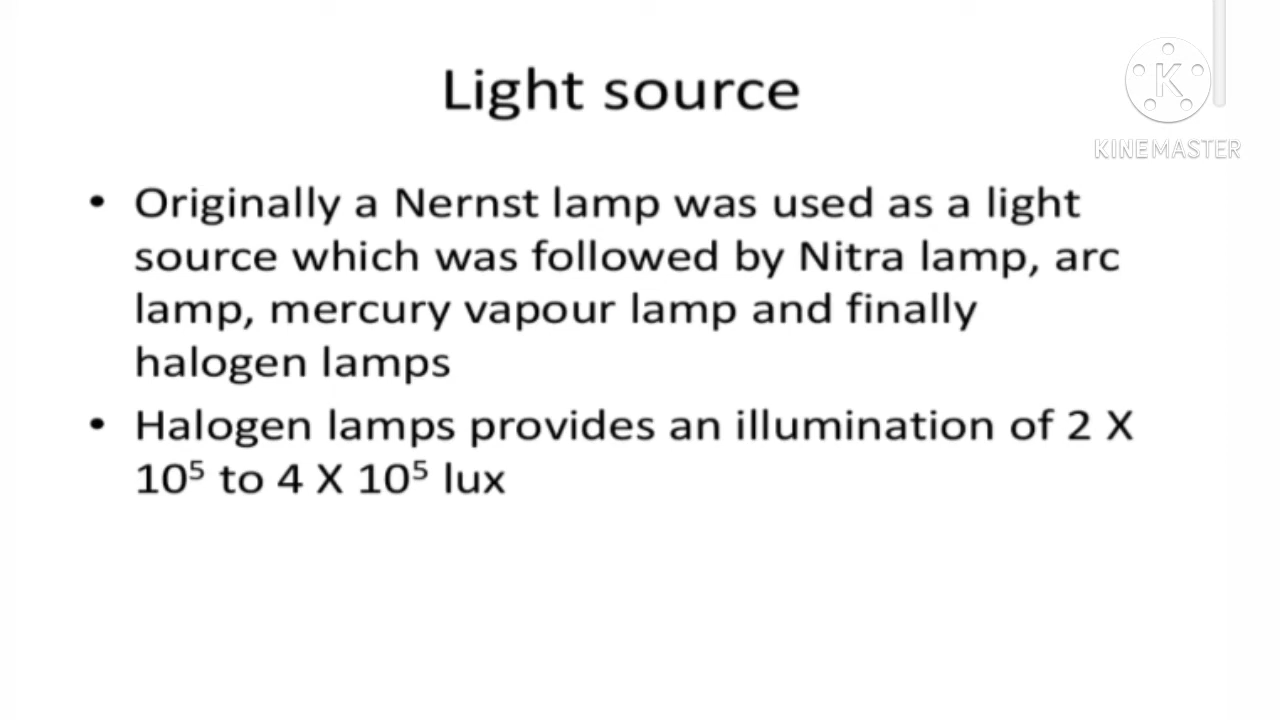 Light source
KINEMASTER
• Originally a Nernst lamp was used as a light
source which was followed by Nitra lamp, arc
lamp, mercury vapour lamp and finally
halogen lamps
• Halogen lamps provides an illumination of 2 X
10⁵ to 4 X 10⁵ lux